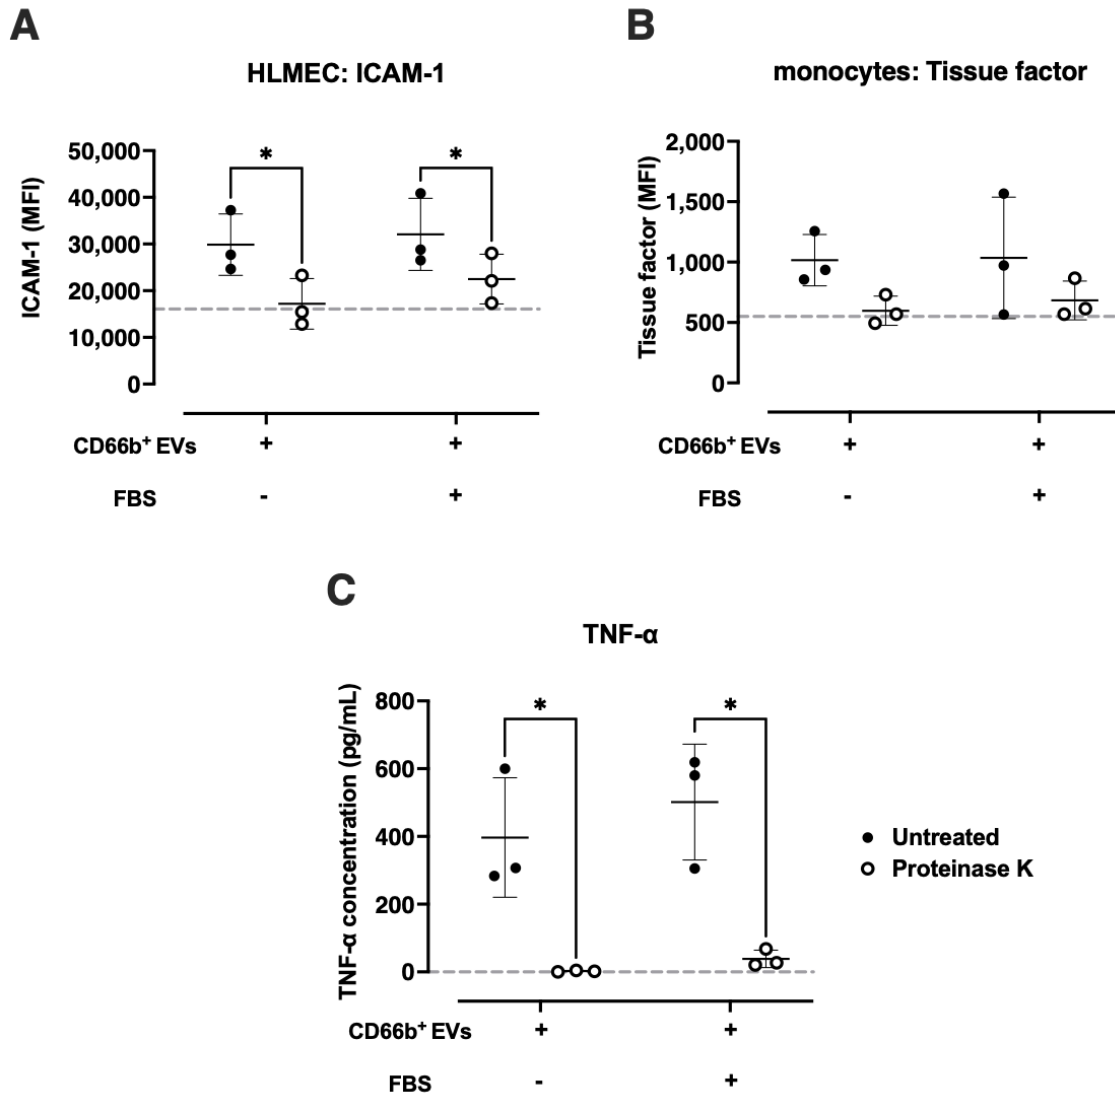 A
HLMEC: ICAM-1
ICAM-1 (MFI)
50,000
40,000
30,000
20,000
10,000
0
*
*
CD66b⁺ EVs
+
+
FBS
-
+
B
monocytes: Tissue factor
Tissue factor (MFI)
2,000
1,500
1,000
500
0
CD66b⁺ EVs
+
+
FBS
-
+
C
TNF-α
TNF-α concentration (pg/mL)
800
600
400
200
0
*
*
CD66b⁺ EVs
+
+
FBS
-
+
Untreated
Proteinase K